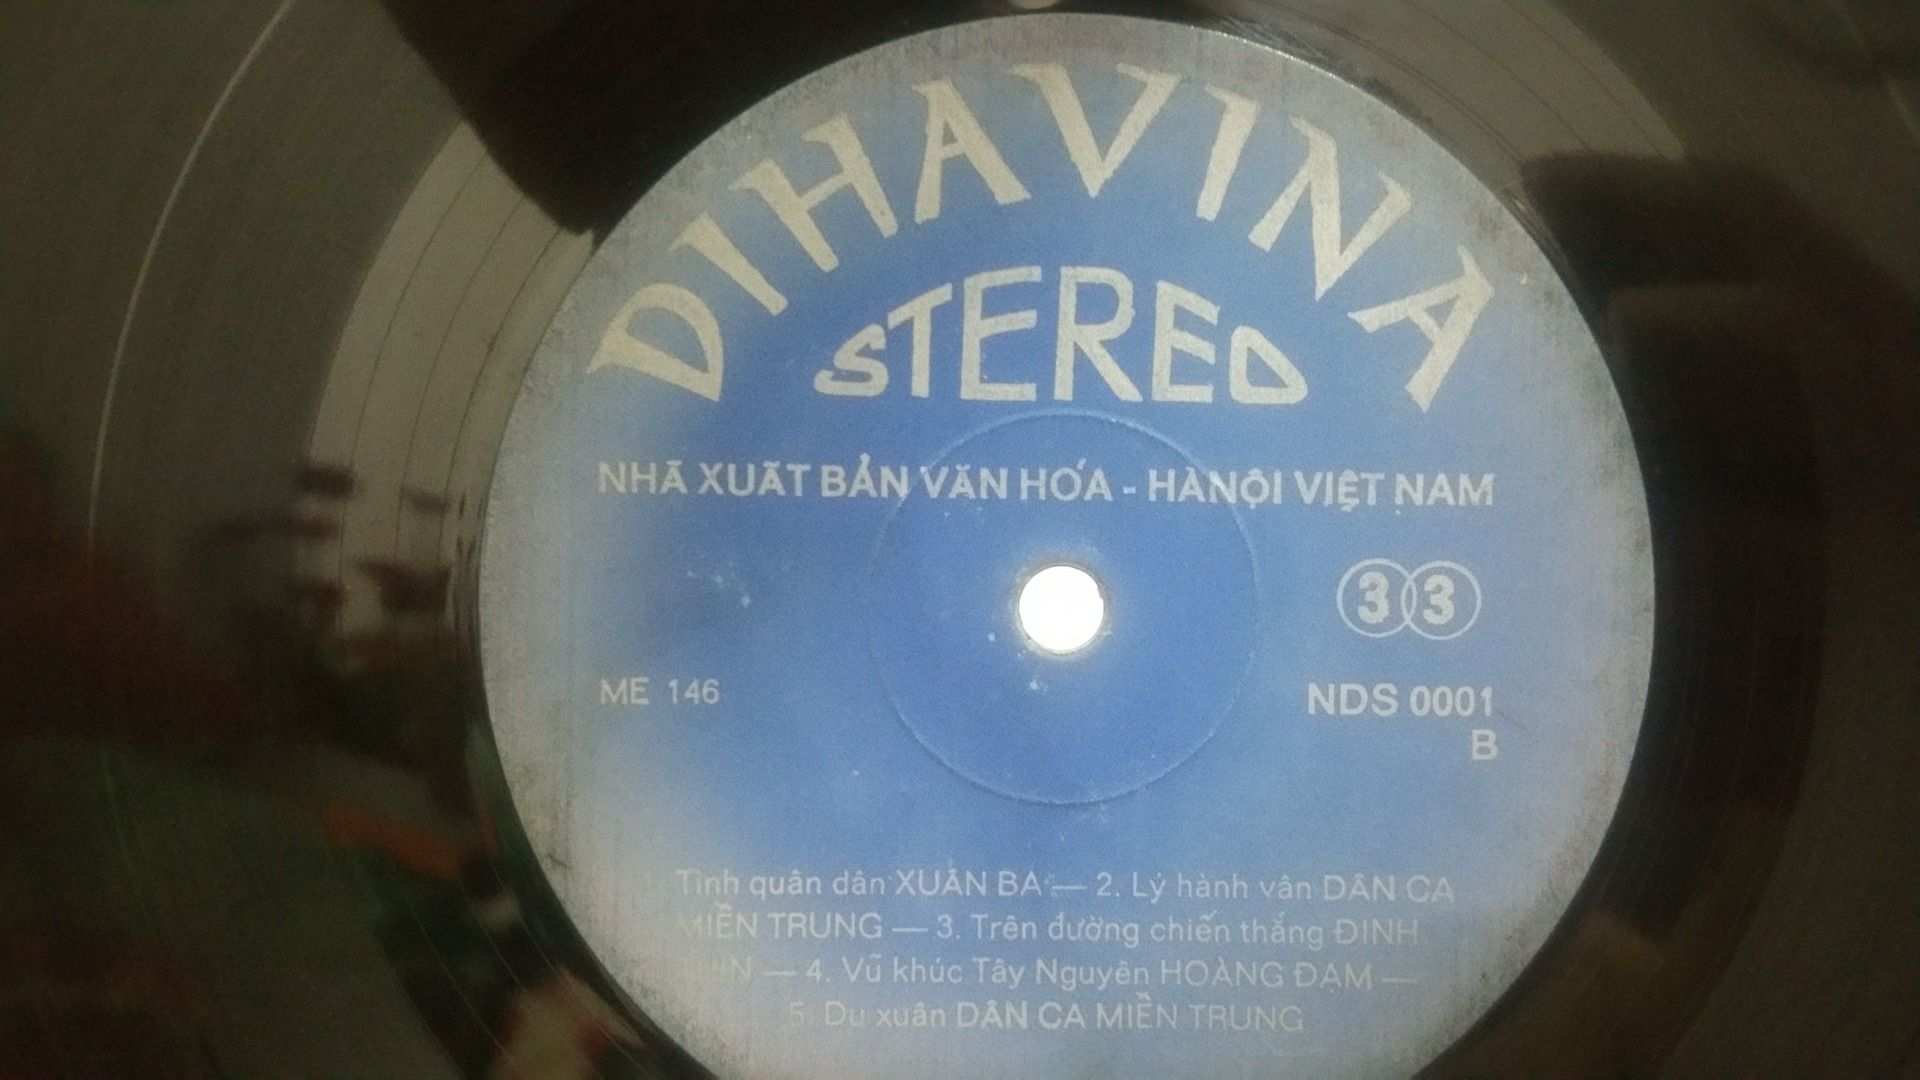 DIHAVINA
STEREO
NHÀ XUẤT BẢN VĂN HÓA - HÀNỘI VIỆT NAM
33
ME 146
NDS 0001
B
Tình quân dân XUÂN BA — 2. Lý hành vân DÂN CA
MIỀN TRUNG — 3. Trên đường chiến thắng ĐINH
— 4. Vũ khúc Tây Nguyên HOÀNG ĐẠM —
5. Du xuân DÂN CA MIỀN TRUNG